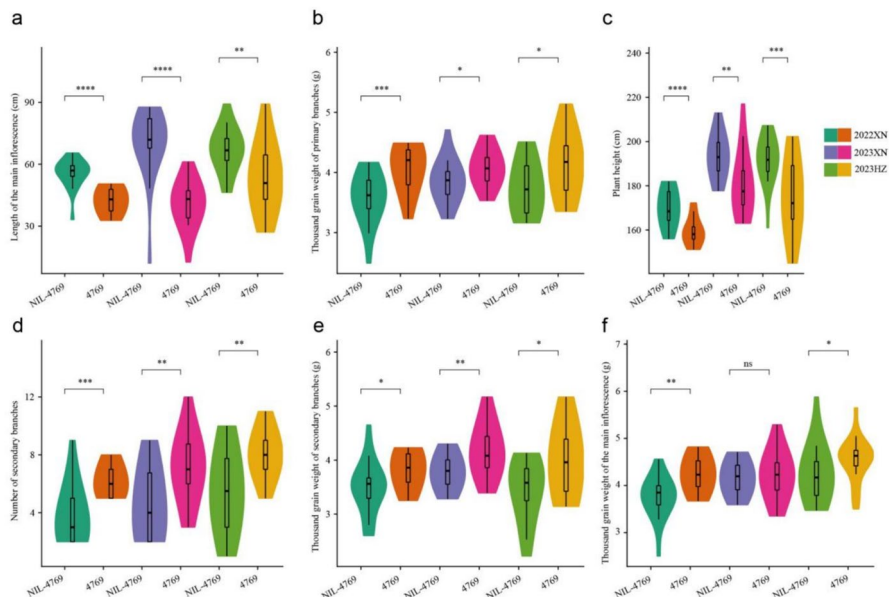 a
Length of the main inflorescence (cm)
90
60
30
****
****
**
NIL-4769
4769
NIL-4769
4769
NIL-4769
4769
b
Thousand grain weight of primary branches (g)
6
5
4
3
***
*
*
NIL-4769
4769
NIL-4769
4769
NIL-4769
4769
c
Plant height (cm)
240
220
200
180
160
****
**
***
NIL-4769
4769
NIL-4769
4769
NIL-4769
4769
2022XN
2023XN
2023HZ
d
Number of secondary branches
12
8
4
***
**
**
NIL-4769
4769
NIL-4769
4769
NIL-4769
4769
e
Thousand grain weight of secondary branches (g)
6
5
4
3
*
**
*
NIL-4769
4769
NIL-4769
4769
NIL-4769
4769
f
Thousand grain weight of the main inflorescence (g)
7
6
5
4
3
**
ns
*
NIL-4769
4769
NIL-4769
4769
NIL-4769
4769